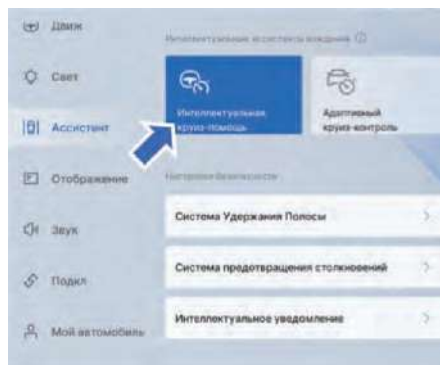 Движ
Интеллектуальные ассистенты вождения
Свет
Интеллектуальная
круиз-помощь
Адаптивный
круиз-контроль
Ассистент
Отображение
Настройки безопасности
Система Удержания Полосы
Звук
Система предотвращения столкновений
Подкл
Интеллектуальное уведомление
Мой автомобиль